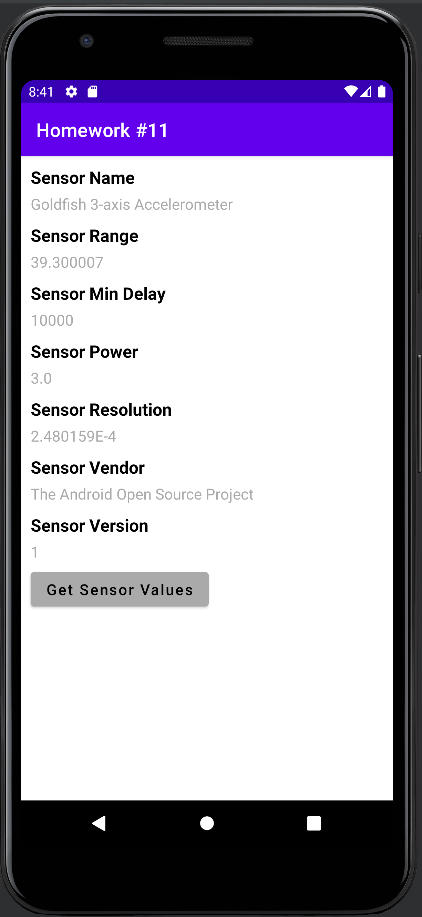 8:41
Homework #11
Sensor Name
Goldfish 3-axis Accelerometer
Sensor Range
39.300007
Sensor Min Delay
10000
Sensor Power
3.0
Sensor Resolution
2.480159E-4
Sensor Vendor
The Android Open Source Project
Sensor Version
1
Get Sensor Values